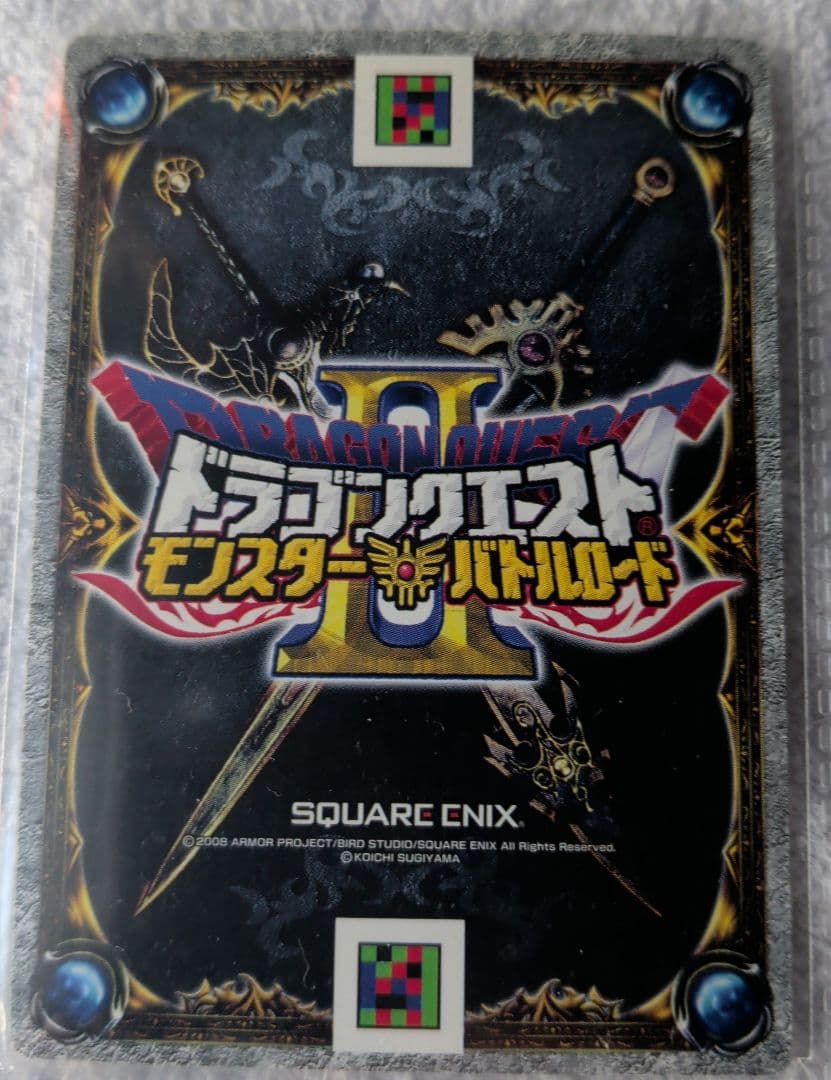 DRAGON QUEST
II
ドラゴンクエスト®
モンスター バトルロード
SQUARE ENIX®
©2008 ARMOR PROJECT/BIRD STUDIO/SQUARE ENIX All Rights Reserved.
©KOICHI SUGIYAMA